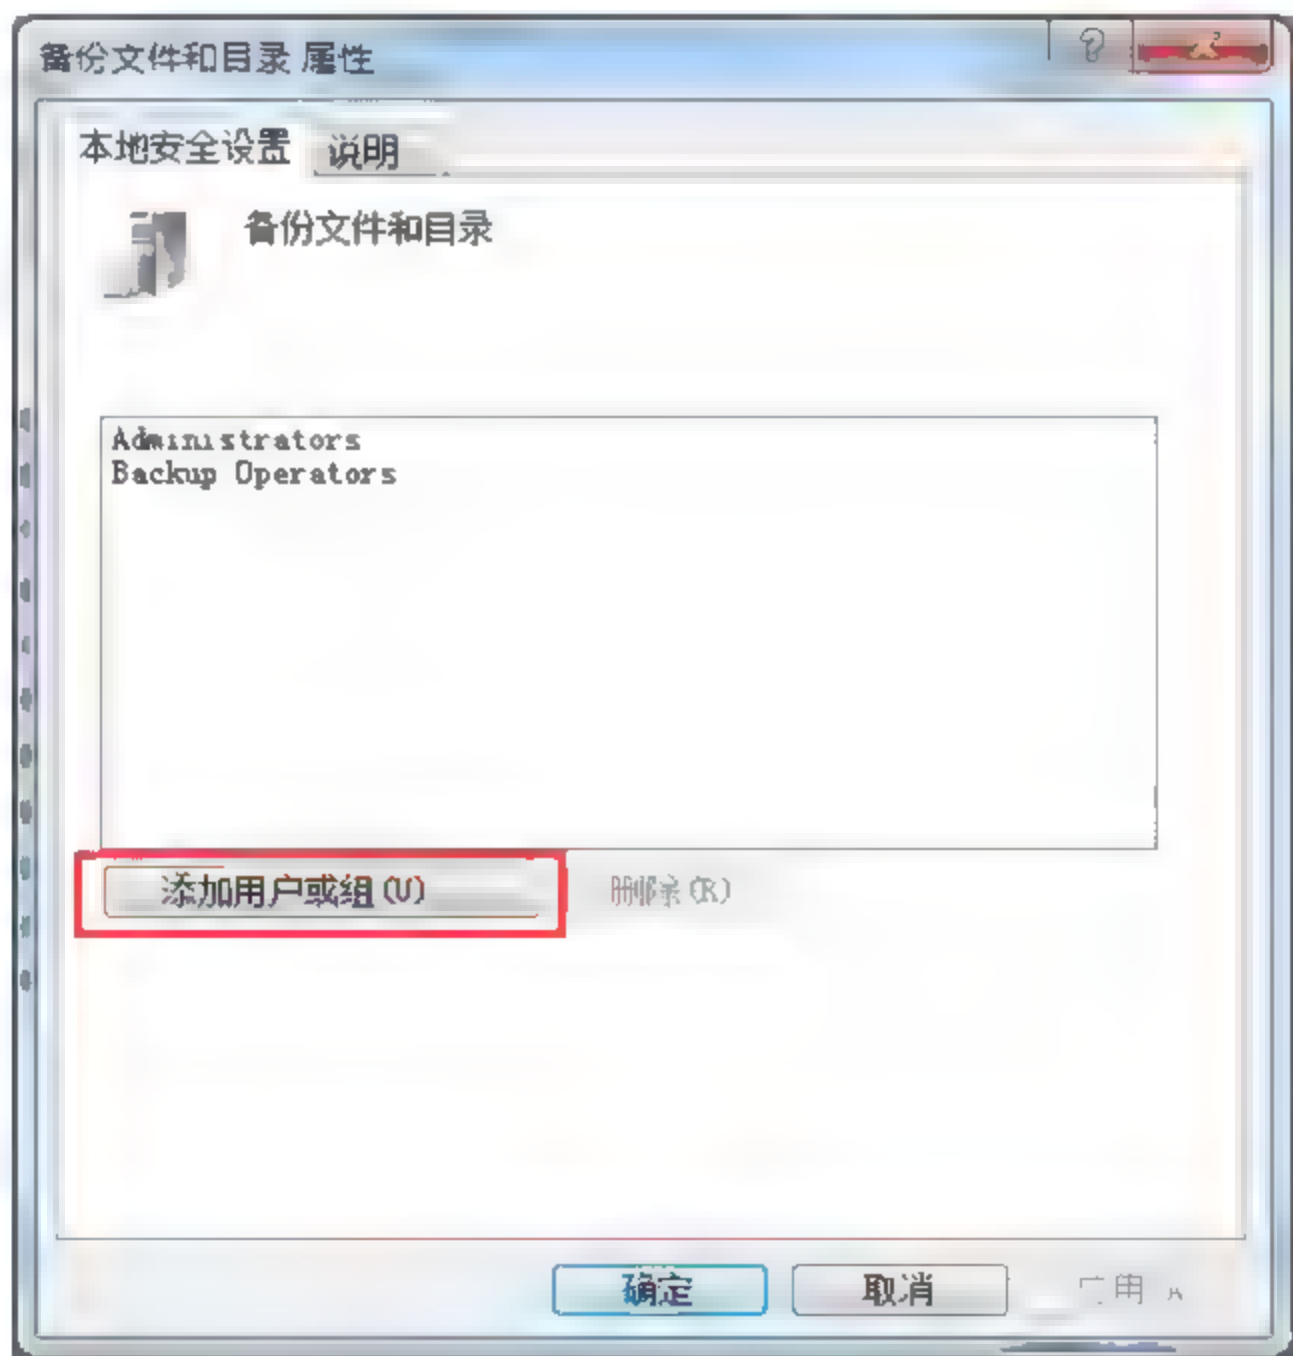 备份文件和目录 属性
本地安全设置 说明
备份文件和目录
Administrators
Backup Operators
添加用户或组(U) 删除(R)
确定 取消